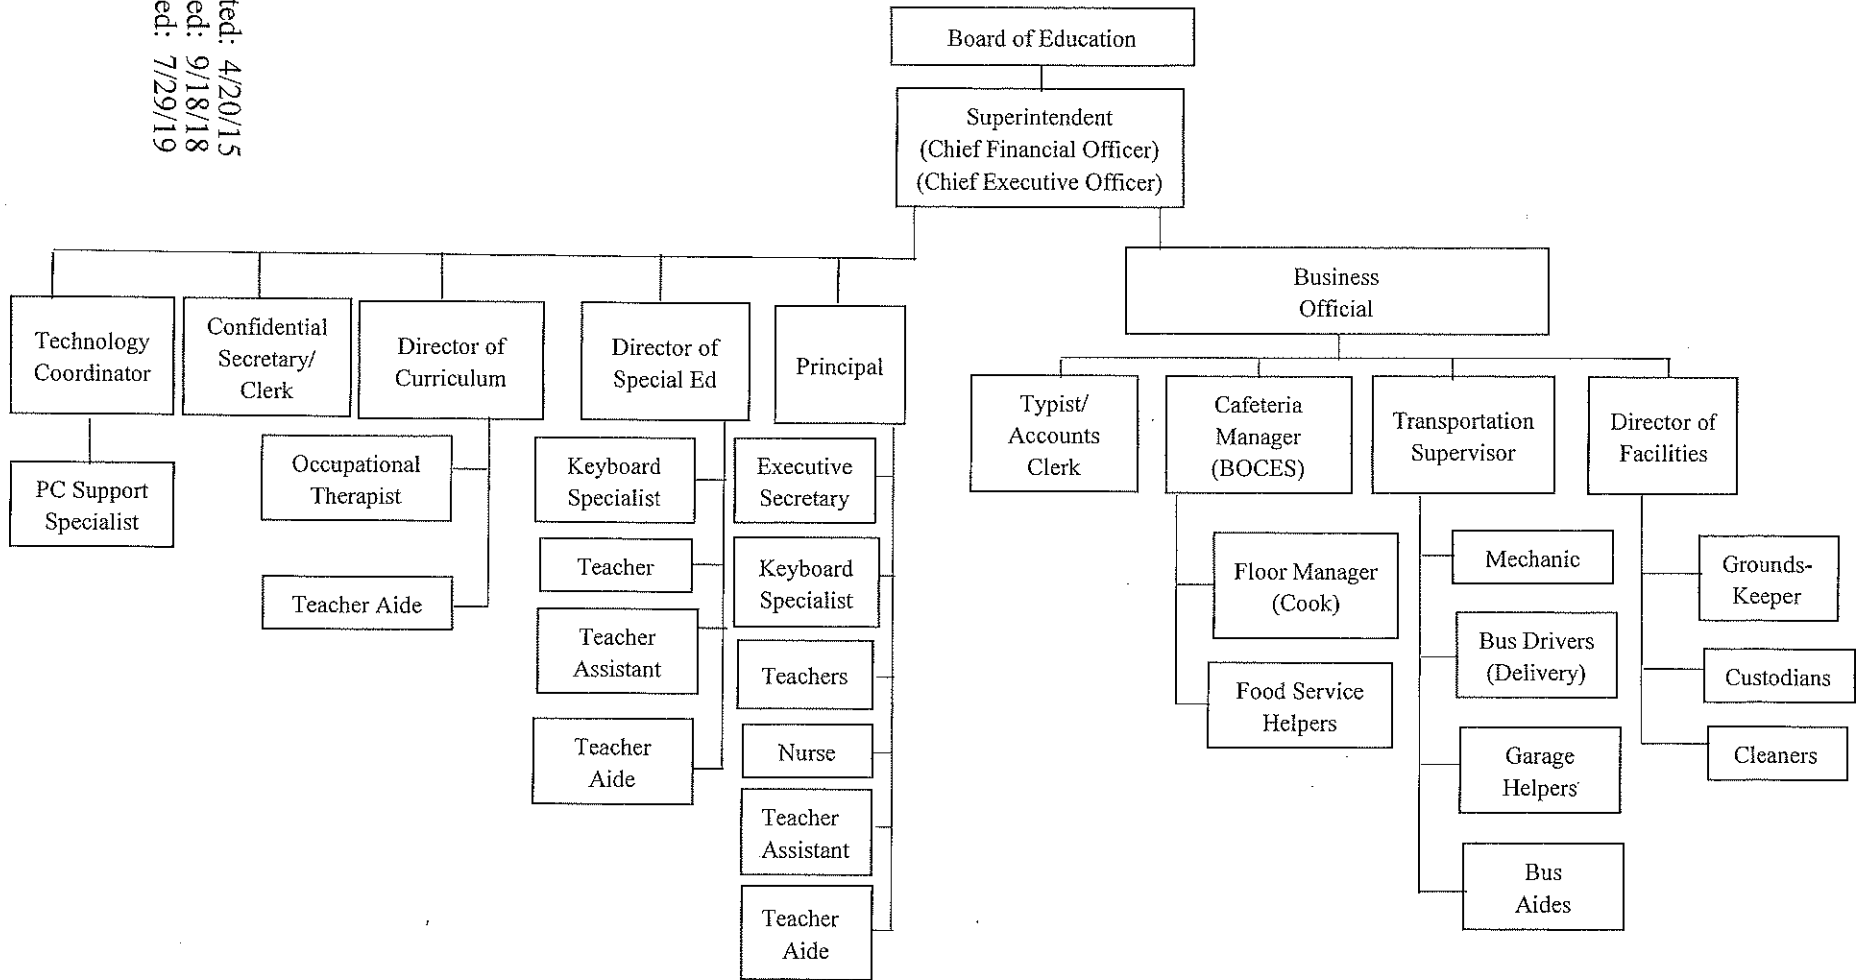 ted: 4/20/15
ed: 9/18/18
ed: 7/29/19
Board of Education
Superintendent
(Chief Financial Officer)
(Chief Executive Officer)
Business
Official
Technology
Coordinator
Confidential
Secretary/
Clerk
Director of
Curriculum
Director of
Special Ed
Principal
PC Support
Specialist
Occupational
Therapist
Teacher Aide
Keyboard
Specialist
Teacher
Teacher
Assistant
Teacher
Aide
Executive
Secretary
Keyboard
Specialist
Teachers
Nurse
Teacher
Assistant
Teacher
Aide
Typist/
Accounts
Clerk
Cafeteria
Manager
(BOCES)
Transportation
Supervisor
Director of
Facilities
Floor Manager
(Cook)
Food Service
Helpers
Mechanic
Bus Drivers
(Delivery)
Garage
Helpers
Bus
Aides
Grounds-
Keeper
Custodians
Cleaners